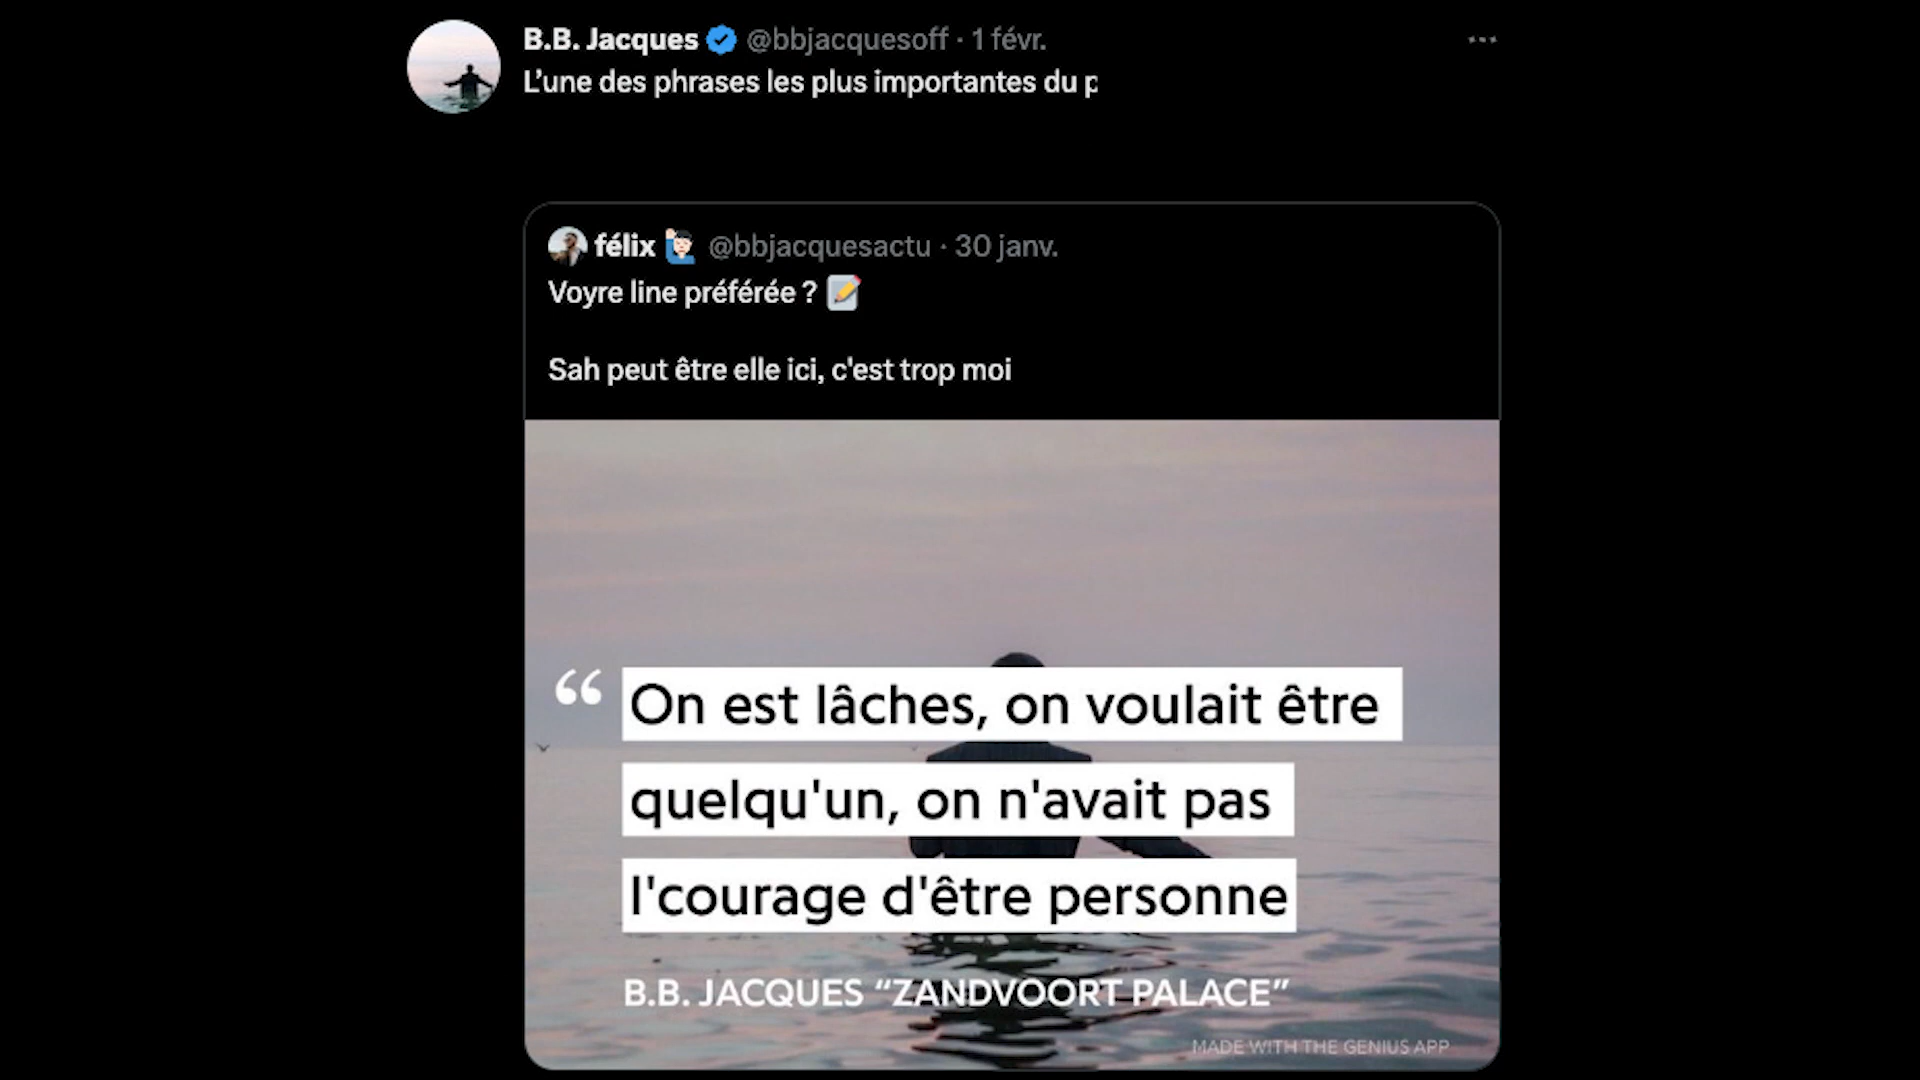 B.B. Jacques @bbjacquesoff · 1 févr.
L’une des phrases les plus importantes du
félix @bbjacquesactu · 30 janv.
Voyre line préférée ?
Sah peut être elle ici, c'est trop moi
“ On est lâches, on voulait être
quelqu'un, on n'avait pas
l'courage d'être personne
B.B. JACQUES “ZANDVOORT PALACE”
MADE WITH THE GENIUS APP